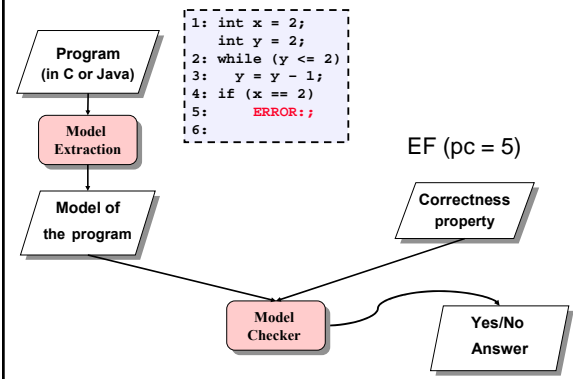 1: int x = 2;
int y = 2;
2: while (y <= 2)
3: y = y - 1;
4: if (x == 2)
5: ERROR:;
6:
Program
(in C or Java)
Model
Extraction
EF (pc = 5)
Model of
the program
Correctness
property
Model
Checker
Yes/No
Answer